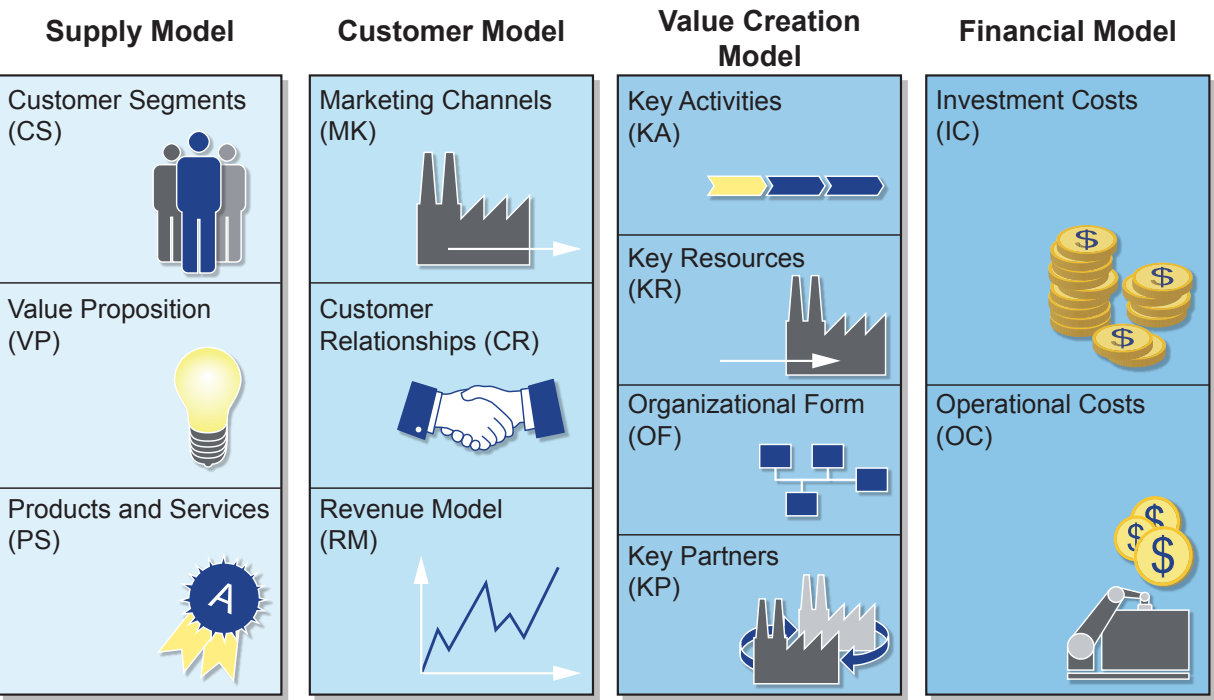 Supply Model
Customer Segments
(CS)
Value Proposition
(VP)
Products and Services
(PS)
A
Customer Model
Marketing Channels
(MK)
Customer
Relationships (CR)
Revenue Model
(RM)
Value Creation
Model
Key Activities
(KA)
Key Resources
(KR)
Organizational Form
(OF)
Key Partners
(KP)
Financial Model
Investment Costs
(IC)
$
$
$
Operational Costs
(OC)
$
$
$